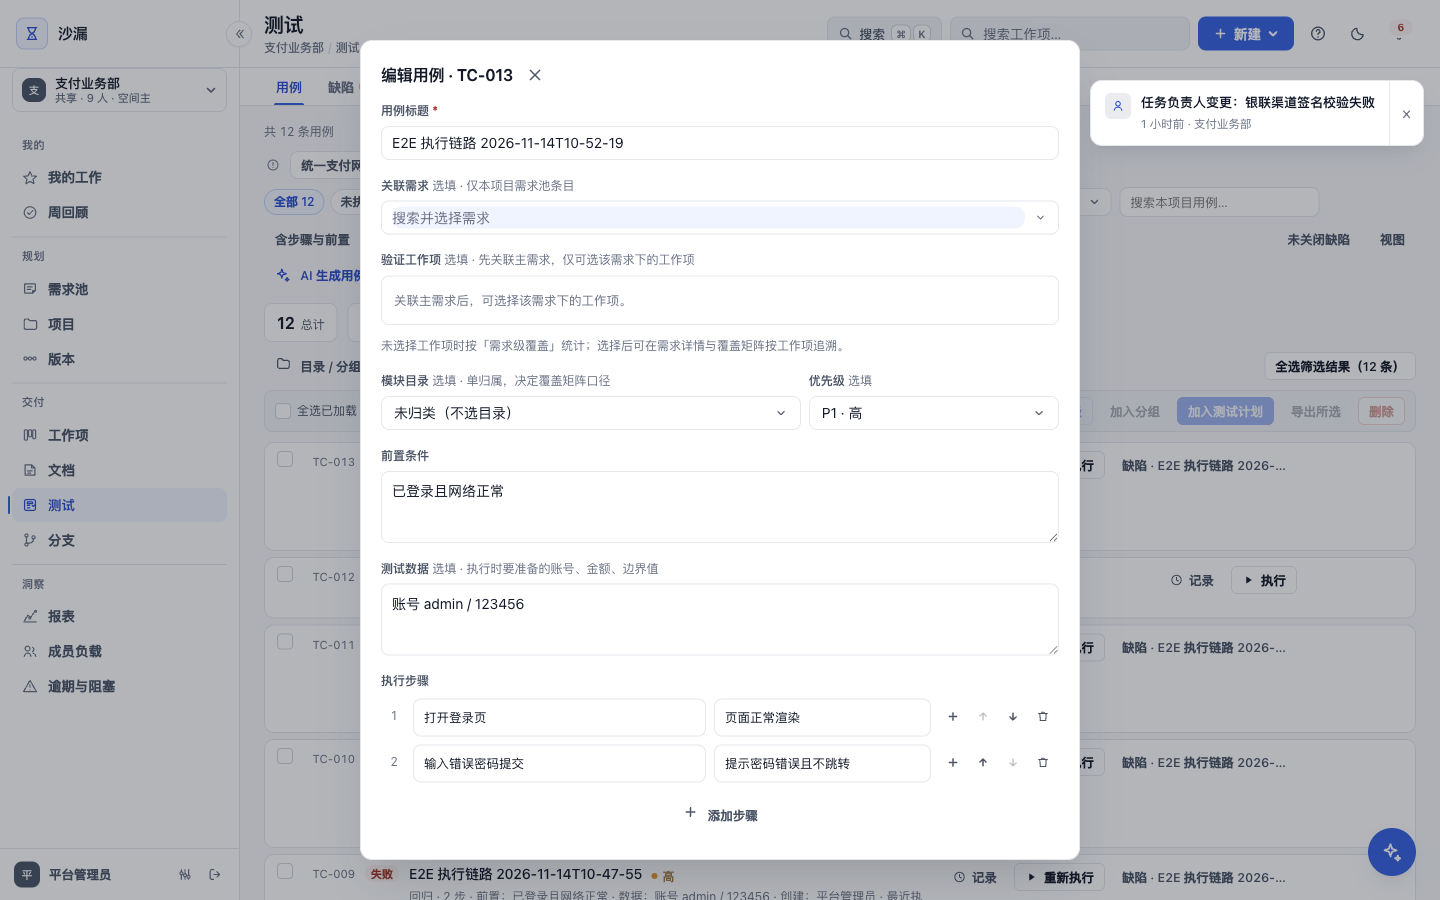 沙漏
支
支付业务部
共享 · 9 人 · 空间主
我的
我的工作
周回顾
规划
需求池
项目
版本
交付
工作项
文档
测试
分支
洞察
报表
成员负载
逾期与阻塞
平
平台管理员
测试
支付业务部 / 测试
搜索 ⌘ K
搜索工作项...
新建
6
用例
缺陷
共 12 条用例
统一支付网
全部 12
搜索本项目用例...
含步骤与前置
未关闭缺陷
视图
AI 生成用例
12 总计
目录 / 分组
全选筛选结果（12 条）
全选已加载
加入分组
加入测试计划
导出所选
删除
TC-013
缺陷 · E2E 执行链路 2026-...
TC-012
记录
执行
TC-011
缺陷 · E2E 执行链路 2026-...
TC-010
缺陷 · E2E 执行链路 2026-...
TC-009
失败
E2E 执行链路 2026-11-14T10-47-55
高
记录
重新执行
缺陷 · E2E 执行链路 2026-...
回归 · 2 步 · 前置：已登录且网络正常 · 数据：账号 admin / 123456 · 创建：平台管理员 · 最近执
任务负责人变更：银联渠道签名校验失败
1 小时前 · 支付业务部
编辑用例 · TC-013
用例标题 *
E2E 执行链路 2026-11-14T10-52-19
关联需求 选填 · 仅本项目需求池条目
搜索并选择需求
验证工作项 选填 · 先关联主需求，仅可选该需求下的工作项
关联主需求后，可选择该需求下的工作项。
未选择工作项时按「需求级覆盖」统计；选择后可在需求详情与覆盖矩阵按工作项追溯。
模块目录 选填 · 单归属，决定覆盖矩阵口径
优先级 选填
未归类（不选目录）
P1 · 高
前置条件
已登录且网络正常
测试数据 选填 · 执行时要准备的账号、金额、边界值
账号 admin / 123456
执行步骤
1
打开登录页
页面正常渲染
2
输入错误密码提交
提示密码错误且不跳转
添加步骤